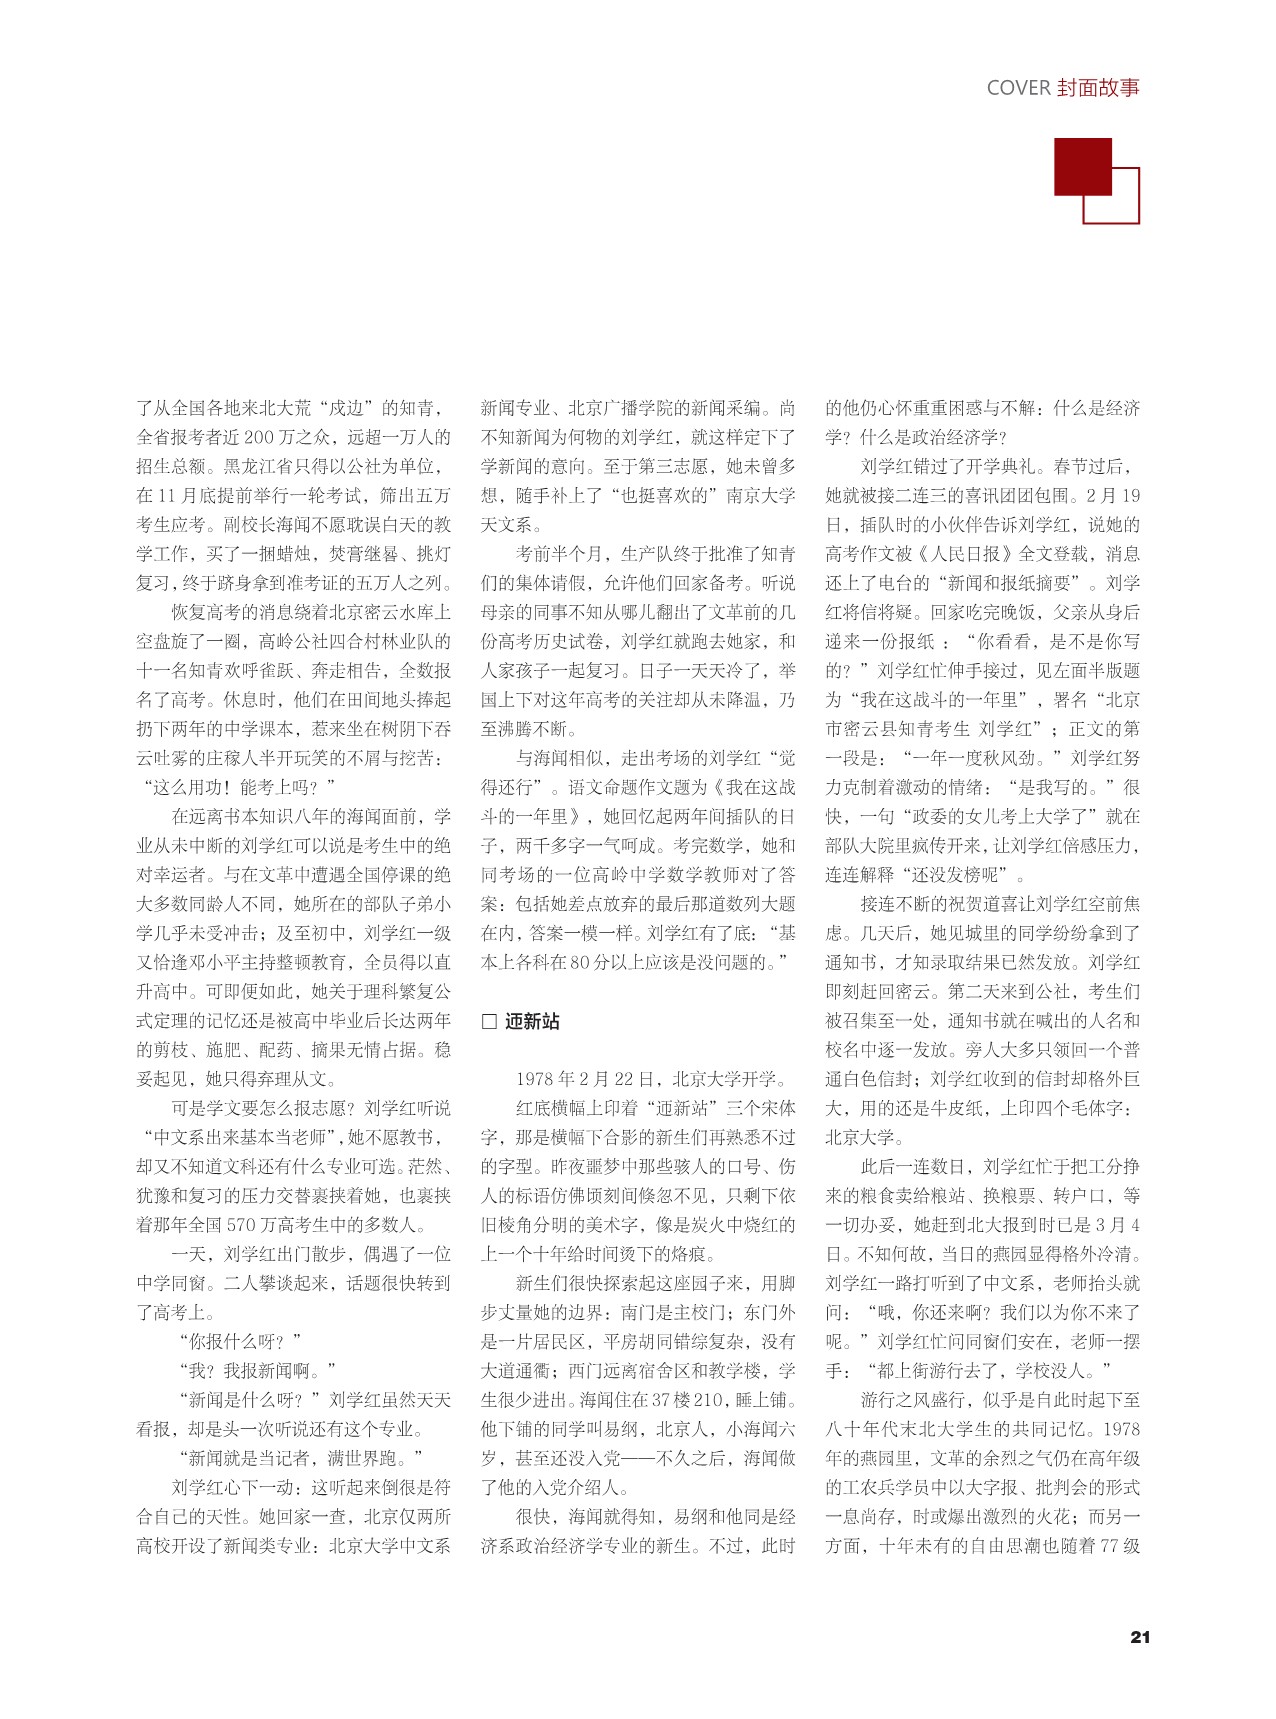 COVER 封面故事
了从全国各地来北大荒“戍边”的知青，
全省报考者近 200 万之众，远超一万人的
招生总额。黑龙江省只得以公社为单位，
在 11 月底提前举行一轮考试，筛出五万
考生应考。副校长海闻不愿耽误白天的教
学工作，买了一捆蜡烛，焚膏继晷、挑灯
复习，终于跻身拿到准考证的五万人之列。
恢复高考的消息绕着北京密云水库上
空盘旋了一圈，高岭公社四合村林业队的
十一名知青欢呼雀跃、奔走相告，全数报
名了高考。休息时，他们在田间地头捧起
扔下两年的中学课本，惹来坐在树阴下吞
云吐雾的庄稼人半开玩笑的不屑与挖苦：
“这么用功！能考上吗？”
在远离书本知识八年的海闻面前，学
业从未中断的刘学红可以说是考生中的绝
对幸运者。与在文革中遭遇全国停课的绝
大多数同龄人不同，她所在的部队子弟小
学几乎未受冲击；及至初中，刘学红一级
又恰逢邓小平主持整顿教育，全员得以直
升高中。可即便如此，她关于理科繁复公
式定理的记忆还是被高中毕业后长达两年
的剪枝、施肥、配药、摘果无情占据。稳
妥起见，她只得弃理从文。
可是学文要怎么报志愿？刘学红听说
“中文系出来基本当老师”，她不愿教书，
却又不知道文科还有什么专业可选。茫然、
犹豫和复习的压力交替裹挟着她，也裹挟
着那年全国 570 万高考生中的多数人。
一天，刘学红出门散步，偶遇了一位
中学同窗。二人攀谈起来，话题很快转到
了高考上。
“你报什么呀？”
“我？我报新闻啊。”
“新闻是什么呀？”刘学红虽然天天
看报，却是头一次听说还有这个专业。
“新闻就是当记者，满世界跑。”
刘学红心下一动：这听起来倒很是符
合自己的天性。她回家一查，北京仅两所
高校开设了新闻类专业：北京大学中文系
新闻专业、北京广播学院的新闻采编。尚
不知新闻为何物的刘学红，就这样定下了
学新闻的意向。至于第三志愿，她未曾多
想，随手补上了“也挺喜欢的”南京大学
天文系。
考前半个月，生产队终于批准了知青
们的集体请假，允许他们回家备考。听说
母亲的同事不知从哪儿翻出了文革前的几
份高考历史试卷，刘学红就跑去她家，和
人家孩子一起复习。日子一天天冷了，举
国上下对这年高考的关注却从未降温，乃
至沸腾不断。
与海闻相似，走出考场的刘学红“觉
得还行”。语文命题作文题为《我在这战
斗的一年里》，她回忆起两年间插队的日
子，两千多字一气呵成。考完数学，她和
同考场的一位高岭中学数学教师对了答
案：包括她差点放弃的最后那道数列大题
在内，答案一模一样。刘学红有了底：“基
本上各科在 80 分以上应该是没问题的。”
□ 迊新站
1978 年 2 月 22 日，北京大学开学。
红底横幅上印着“迊新站”三个宋体
字，那是横幅下合影的新生们再熟悉不过
的字型。昨夜噩梦中那些骇人的口号、伤
人的标语仿佛顷刻间倏忽不见，只剩下依
旧棱角分明的美术字，像是炭火中烧红的
上一个十年给时间烫下的烙痕。
新生们很快探索起这座园子来，用脚
步丈量她的边界：南门是主校门；东门外
是一片居民区，平房胡同错综复杂，没有
大道通衢；西门远离宿舍区和教学楼，学
生很少进出。海闻住在 37 楼 210，睡上铺。
他下铺的同学叫易纲，北京人，小海闻六
岁，甚至还没入党——不久之后，海闻做
了他的入党介绍人。
很快，海闻就得知，易纲和他同是经
济系政治经济学专业的新生。不过，此时
的他仍心怀重重困惑与不解：什么是经济
学？什么是政治经济学？
刘学红错过了开学典礼。春节过后，
她就被接二连三的喜讯团团包围。2 月 19
日，插队时的小伙伴告诉刘学红，说她的
高考作文被《人民日报》全文登载，消息
还上了电台的“新闻和报纸摘要”。刘学
红将信将疑。回家吃完晚饭，父亲从身后
递来一份报纸 ：“你看看，是不是你写
的？”刘学红忙伸手接过，见左面半版题
为“我在这战斗的一年里”，署名“北京
市密云县知青考生 刘学红”；正文的第
一段是：“一年一度秋风劲。”刘学红努
力克制着激动的情绪：“是我写的。”很
快，一句“政委的女儿考上大学了”就在
部队大院里疯传开来，让刘学红倍感压力，
连连解释“还没发榜呢”。
接连不断的祝贺道喜让刘学红空前焦
虑。几天后，她见城里的同学纷纷拿到了
通知书，才知录取结果已然发放。刘学红
即刻赶回密云。第二天来到公社，考生们
被召集至一处，通知书就在喊出的人名和
校名中逐一发放。旁人大多只领回一个普
通白色信封；刘学红收到的信封却格外巨
大，用的还是牛皮纸，上印四个毛体字：
北京大学。
此后一连数日，刘学红忙于把工分挣
来的粮食卖给粮站、换粮票、转户口，等
一切办妥，她赶到北大报到时已是 3 月 4
日。不知何故，当日的燕园显得格外冷清。
刘学红一路打听到了中文系，老师抬头就
问：“哦，你还来啊？我们以为你不来了
呢。”刘学红忙问同窗们安在，老师一摆
手：“都上街游行去了，学校没人。”
游行之风盛行，似乎是自此时起下至
八十年代末北大学生的共同记忆。1978
年的燕园里，文革的余烈之气仍在高年级
的工农兵学员中以大字报、批判会的形式
一息尚存，时或爆出激烈的火花；而另一
方面，十年未有的自由思潮也随着 77 级
21